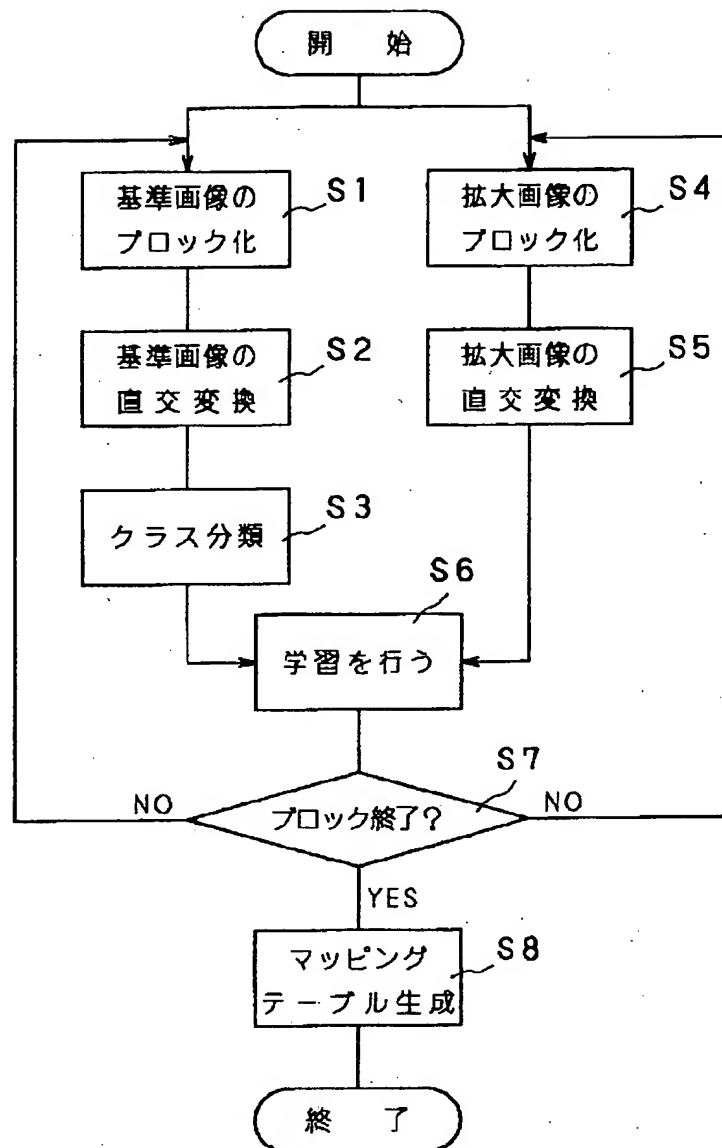 開 始
基準画像の
ブロック化
S1
拡大画像の
ブロック化
S4
基準画像の
直交変換
S2
拡大画像の
直交変換
S5
クラス分類
S3
S6
学習を行う
S7
NO
ブロック終了?
NO
YES
マッピング
テーブル生成
S8
終 了